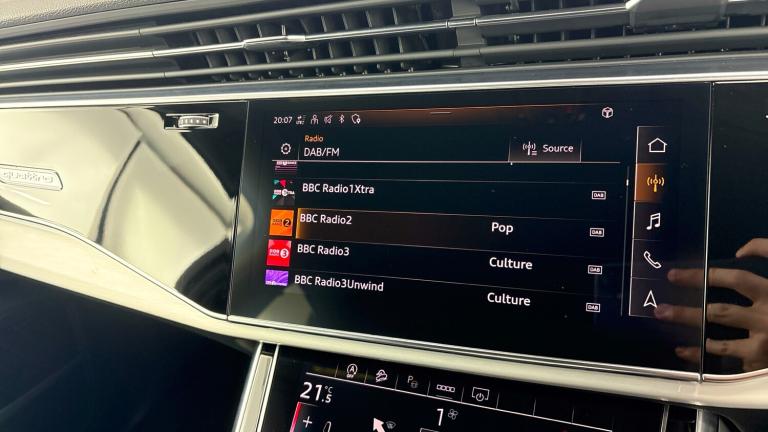 20:07
Radio
DAB/FM
Source
BBC Radio1Xtra
DAB
BBC Radio2
Pop
DAB
BBC Radio3
Culture
DAB
BBC Radio3Unwind
Culture
DAB
quattro
21.5 °C
1